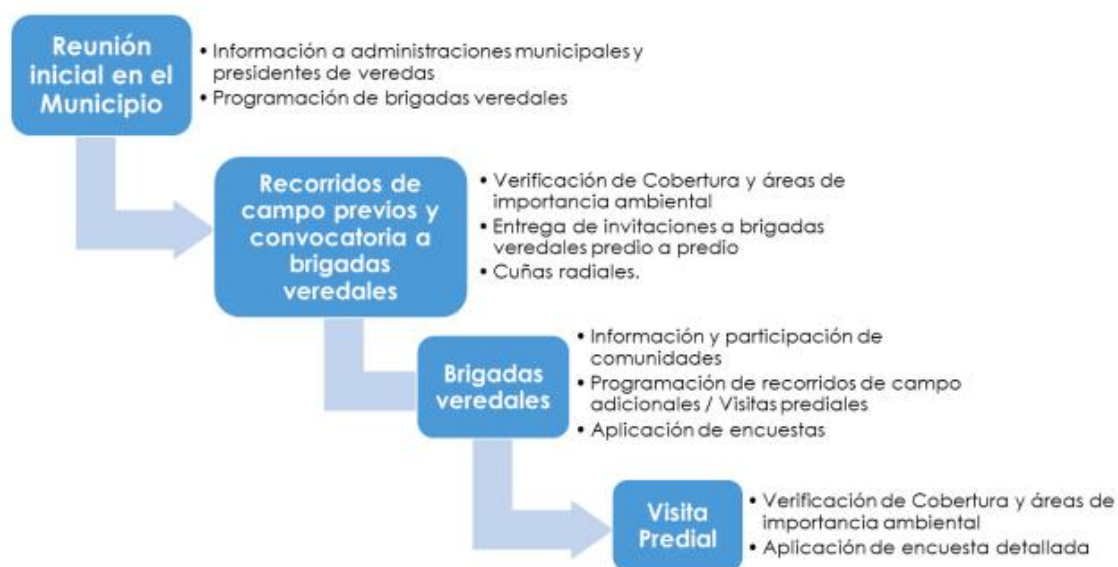 Reunión
inicial en el
Municipio
• Información a administraciones municipales y
presidentes de veredas
• Programación de brigadas veredales
Recorridos de
campo previos y
convocatoria a
brigadas
veredales
• Verificación de Cobertura y áreas de
importancia ambiental
• Entrega de invitaciones a brigadas
veredales predio a predio
• Cuñas radiales.
Brigadas
veredales
• Información y participación de
comunidades
• Programación de recorridos de campo
adicionales / Visitas prediales
• Aplicación de encuestas
Visita
Predial
• Verificación de Cobertura y áreas de
importancia ambiental
• Aplicación de encuesta detallada